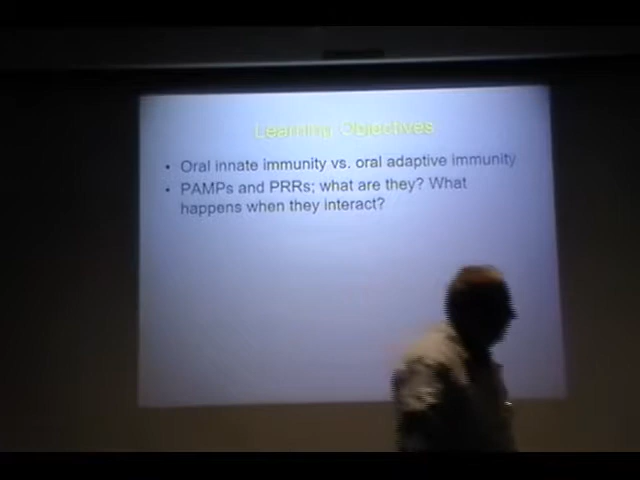 Learning Objectives
• Oral innate immunity vs. oral adaptive immunity
• PAMPs and PRRs; what are they? What
happens when they interact?